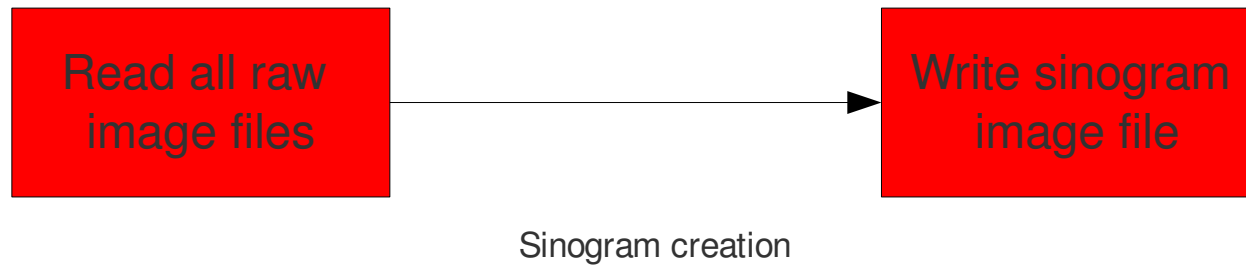 Read all raw
image files
Write sinogram
image file
Sinogram creation